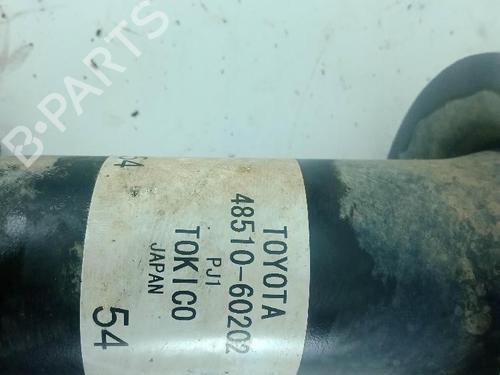 TOYOTA
48510-60202
PJ1
TOKICO
JAPAN
54
54
B-PARTS